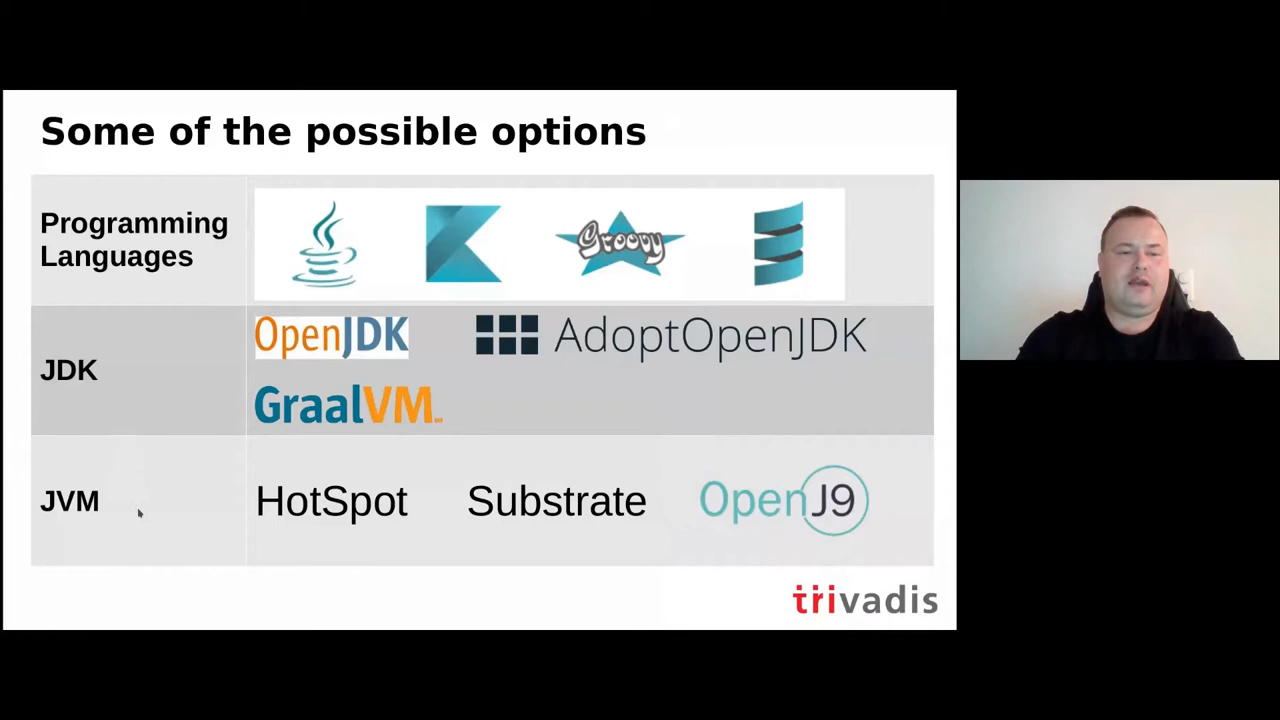 Some of the possible options
Programming
Languages
Groovy
JDK
OpenJDK
AdoptOpenJDK
GraalVM
JVM
HotSpot
Substrate
OpenJ9
trivadis